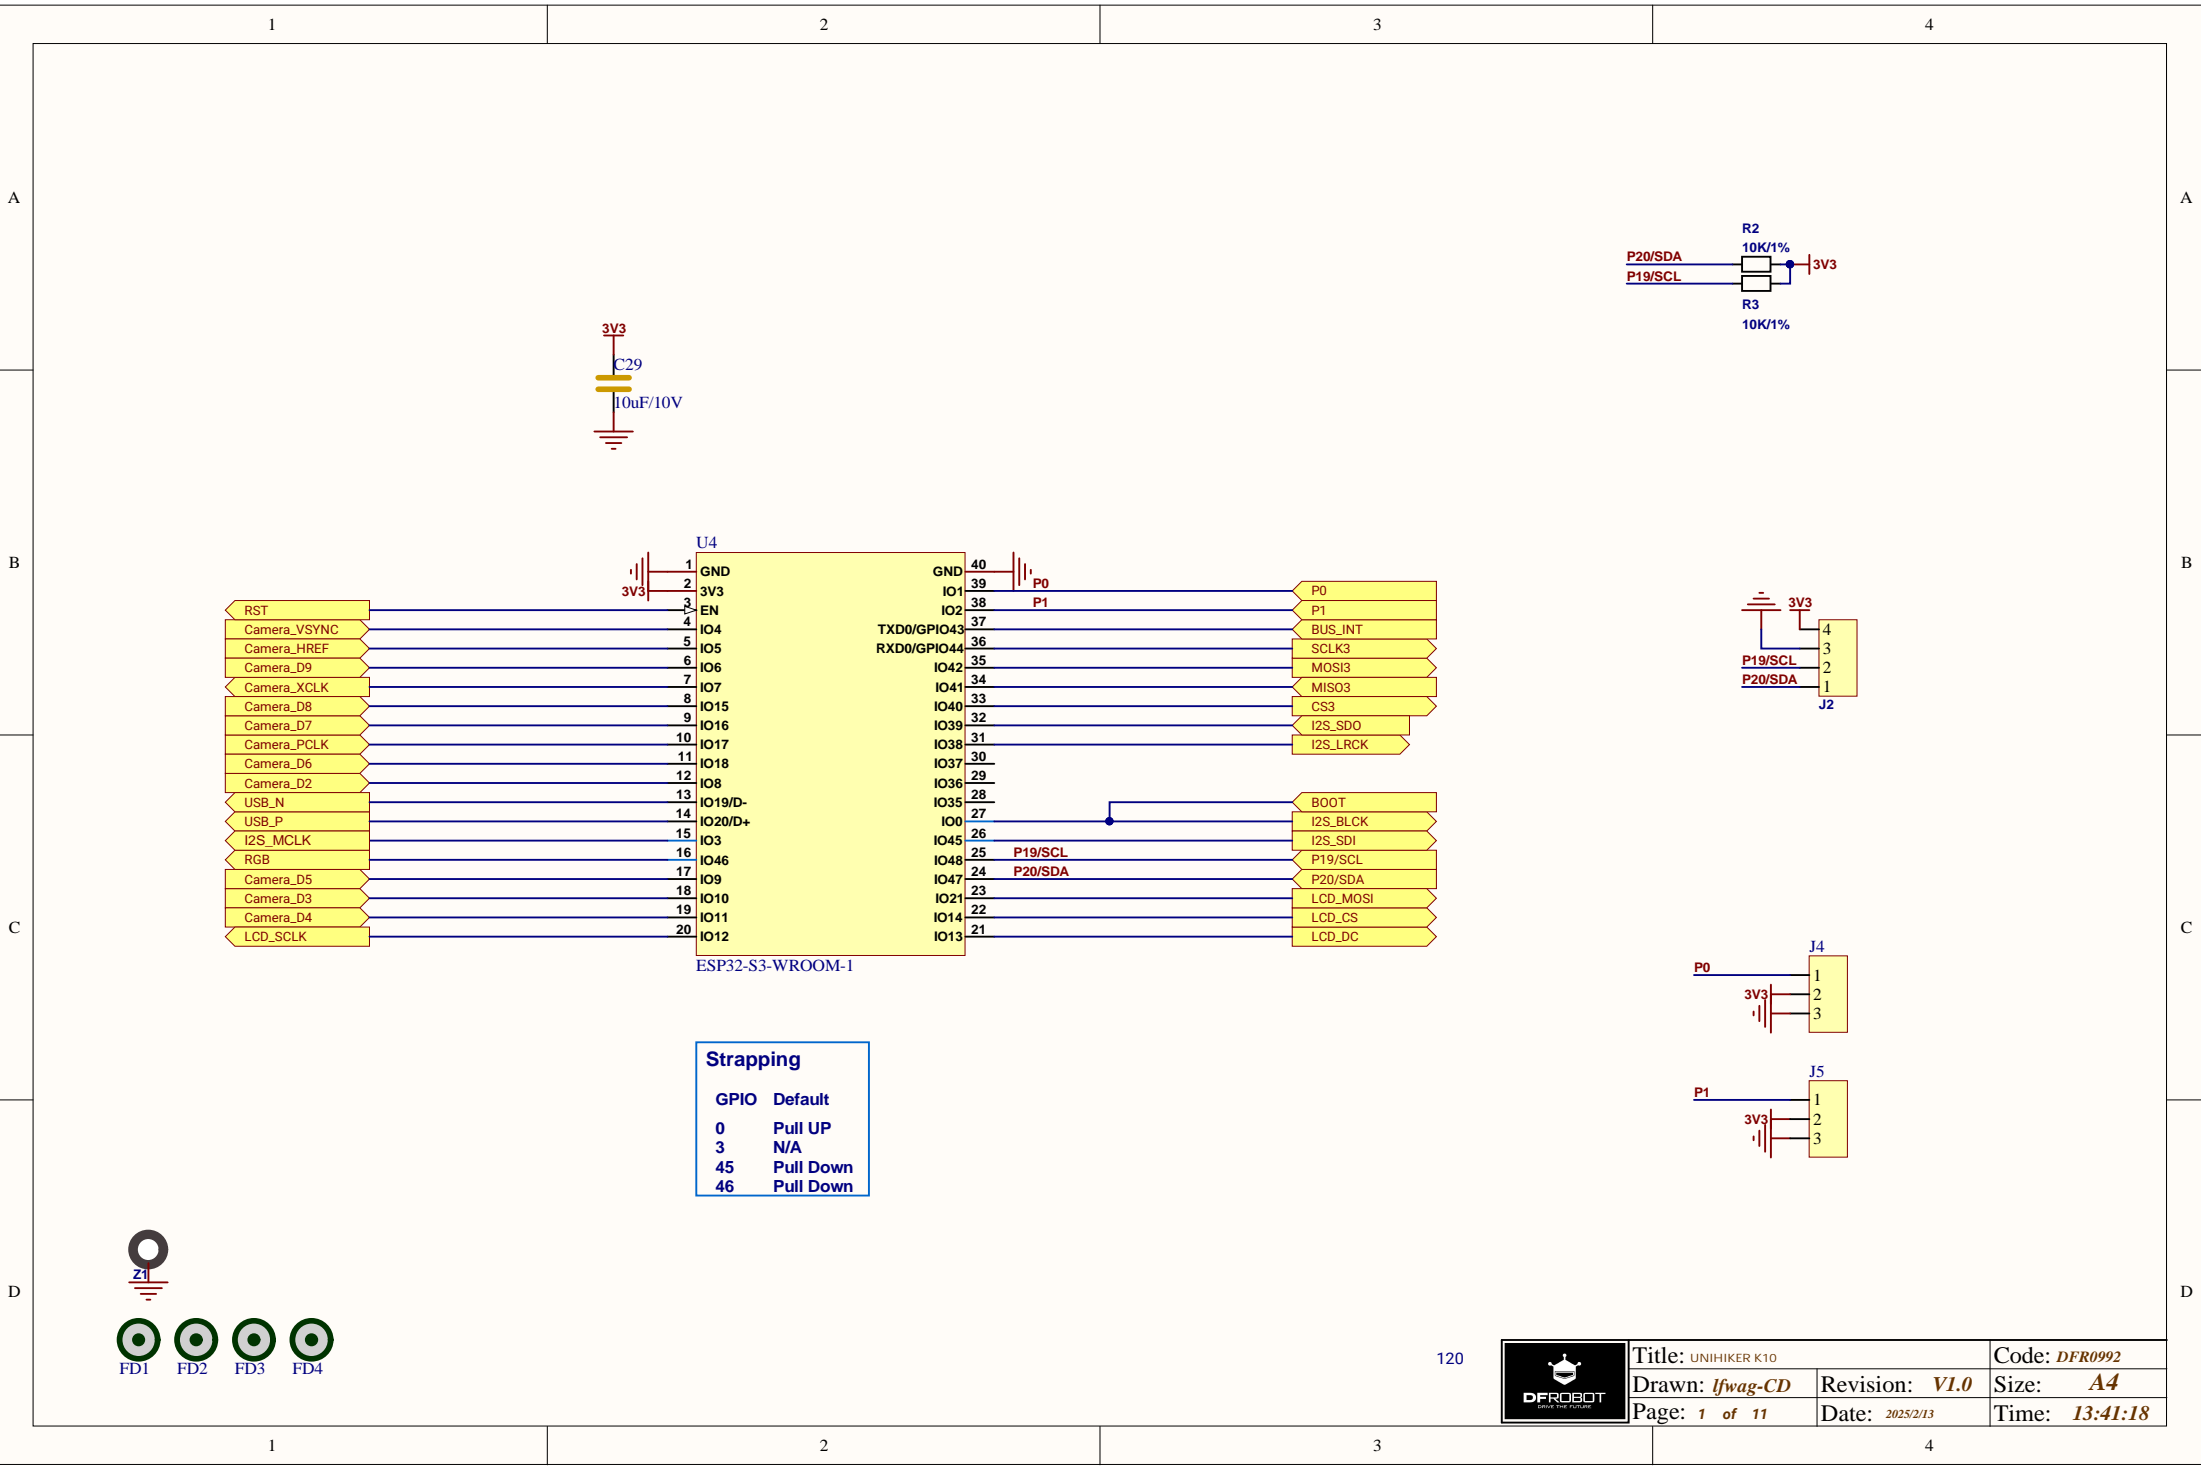 1 2 3 4
A A
R2
10K/1%
P20/SDA
3V3
P19/SCL
R3
10K/1%
3V3
C29
10uF/10V
B B
U4
1 GND GND 40
3V3 2 3V3 IO1 39 P0 P0
RST 3 EN IO2 38 P1 P1
Camera_VSYNC 4 IO4 TXD0/GPIO43 37 BUS_INT
Camera_HREF 5 IO5 RXD0/GPIO44 36 SCLK3
Camera_D9 6 IO6 IO42 35 MOSI3
Camera_XCLK 7 IO7 IO41 34 MISO3
Camera_D8 8 IO15 IO40 33 CS3
Camera_D7 9 IO16 IO39 32 I2S_SDO
Camera_PCLK 10 IO17 IO38 31 I2S_LRCK
Camera_D6 11 IO18 IO37 30
Camera_D2 12 IO8 IO36 29
USB_N 13 IO19/D- IO35 28 BOOT
USB_P 14 IO20/D+ IO0 27 I2S_BLCK
I2S_MCLK 15 IO3 IO45 26 I2S_SDI
RGB 16 IO46 IO48 25 P19/SCL P19/SCL
Camera_D5 17 IO9 IO47 24 P20/SDA P20/SDA
Camera_D3 18 IO10 IO21 23 LCD_MOSI
Camera_D4 19 IO11 IO14 22 LCD_CS
LCD_SCLK 20 IO12 IO13 21 LCD_DC
ESP32-S3-WROOM-1
3V3
4
3
P19/SCL 2
P20/SDA 1
J2
C C
J4
P0 1
3V3 2
3
J5
P1 1
3V3 2
3
Strapping
GPIO Default
0 Pull UP
3 N/A
45 Pull Down
46 Pull Down
Z1
D D
FD1 FD2 FD3 FD4
120
DFROBOT
DRIVE THE FUTURE
Title: UNIHIKER K10 Code: DFR0992
Drawn: lfwag-CD Revision: V1.0 Size: A4
Page: 1 of 11 Date: 2025/2/13 Time: 13:41:18
1 2 3 4